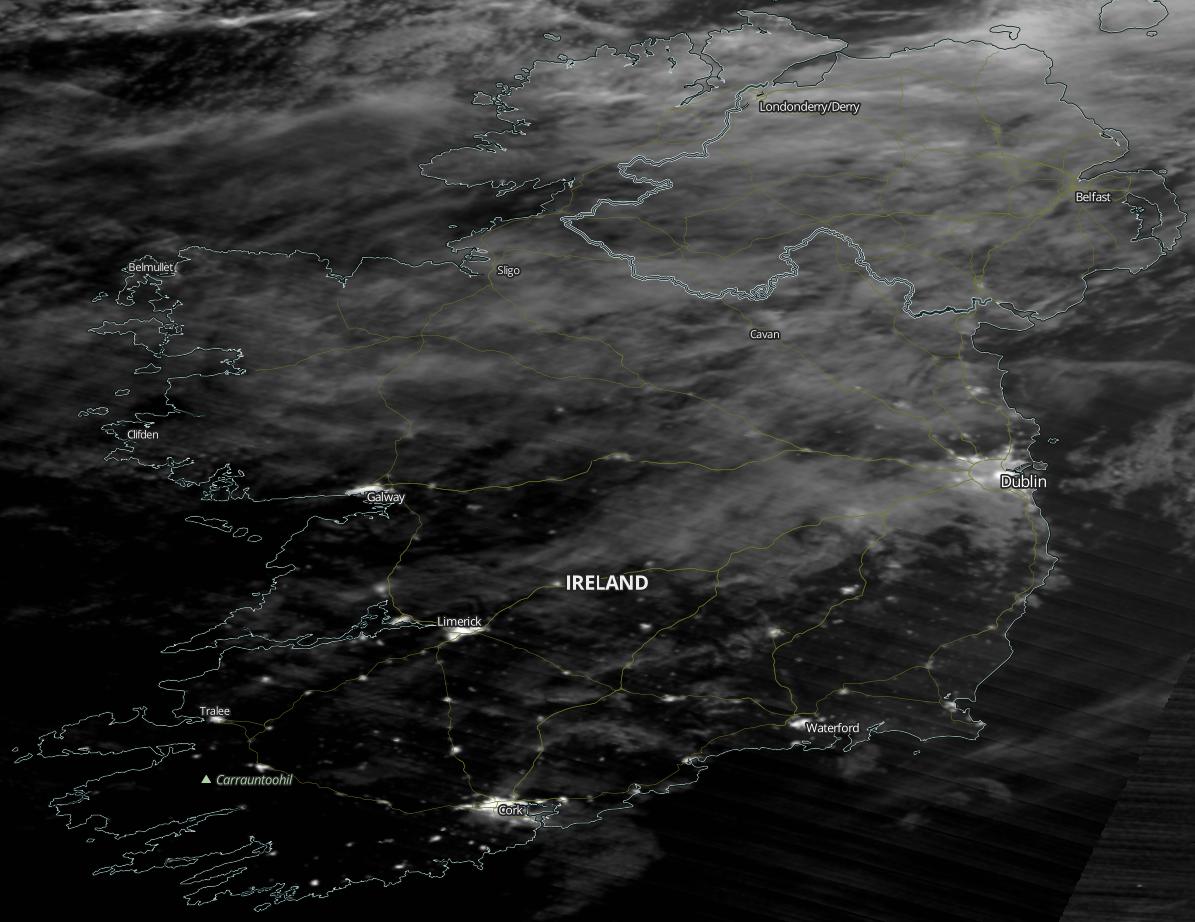 Londonderry/Derry
Belfast
Belmullet
Sligo
Cavan
Clifden
Galway
Dublin
IRELAND
Limerick
Tralee
Waterford
Carrauntoohil
Cork